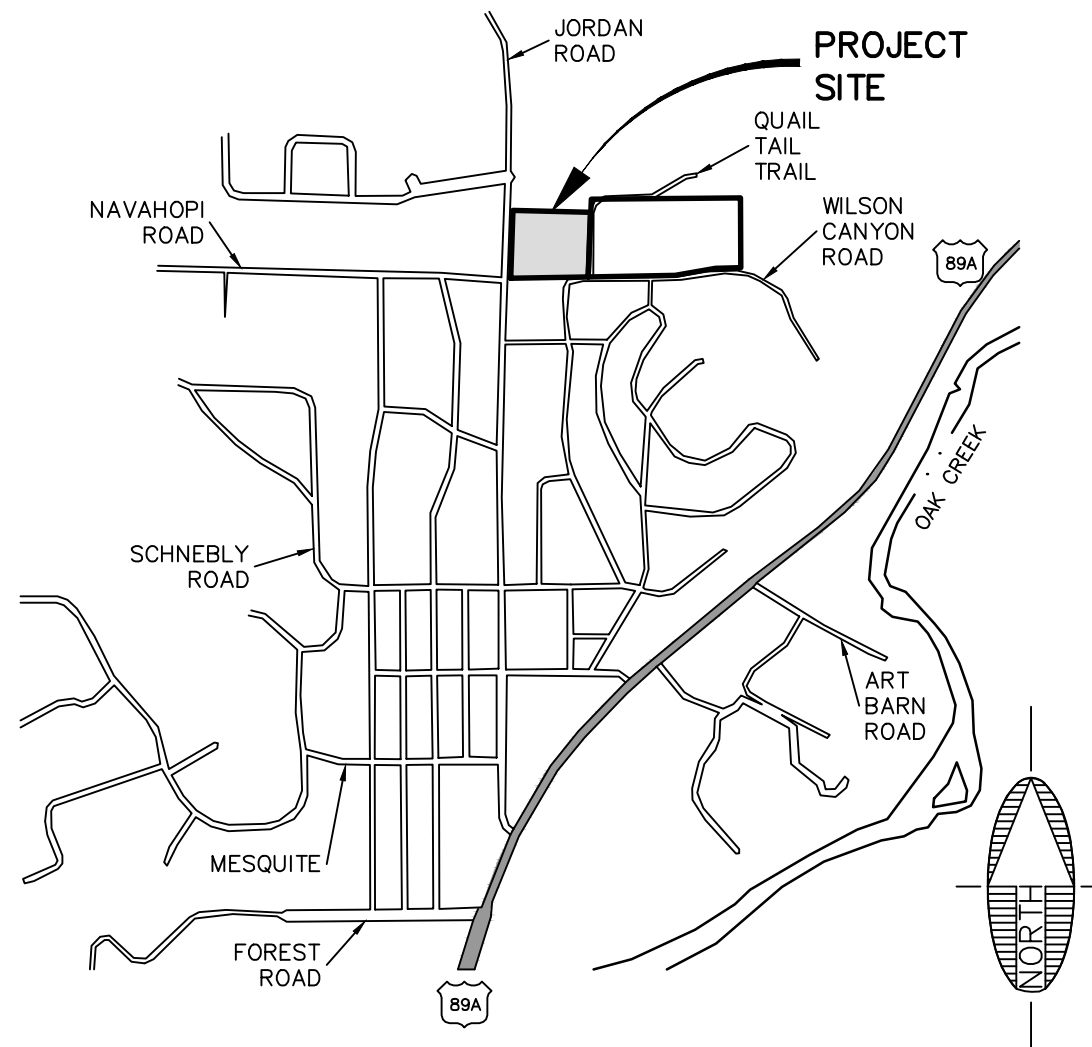 JORDAN
ROAD
PROJECT
SITE
QUAIL
TAIL
TRAIL
NAVAHOPI
ROAD
WILSON
CANYON
ROAD
89A
OAK CREEK
SCHNEBLY
ROAD
ART
BARN
ROAD
MESQUITE
FOREST
ROAD
NORTH
89A